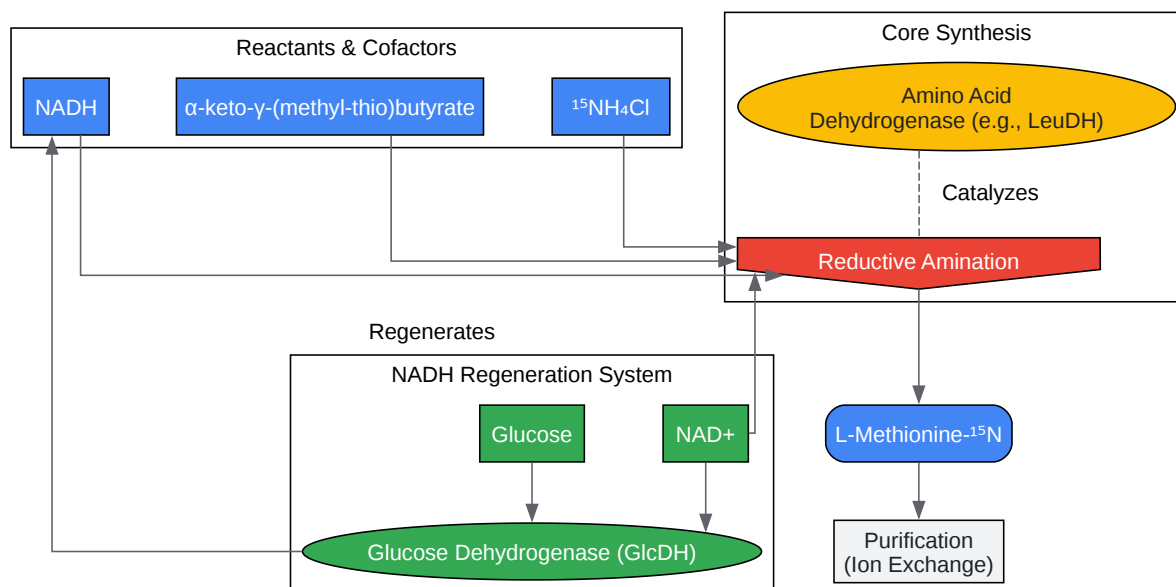 Reactants & Cofactors
NADH
α-keto-γ-(methyl-thio)butyrate
¹⁵NH₄Cl
Core Synthesis
Amino Acid
Dehydrogenase (e.g., LeuDH)
Catalyzes
Reductive Amination
Regenerates
NADH Regeneration System
Glucose
NAD+
Glucose Dehydrogenase (GlcDH)
L-Methionine-¹⁵N
Purification
(Ion Exchange)